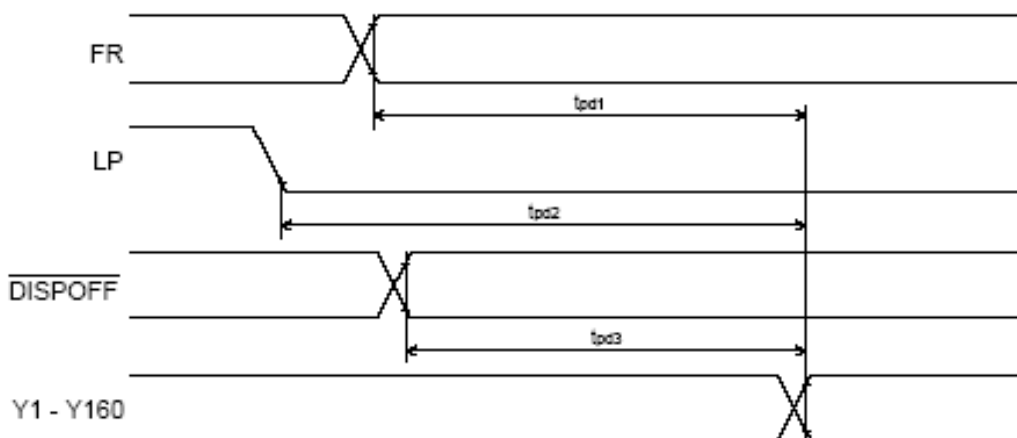 FR
tpd1
LP
tpd2
DISPOFF
tpd3
Y1 - Y160